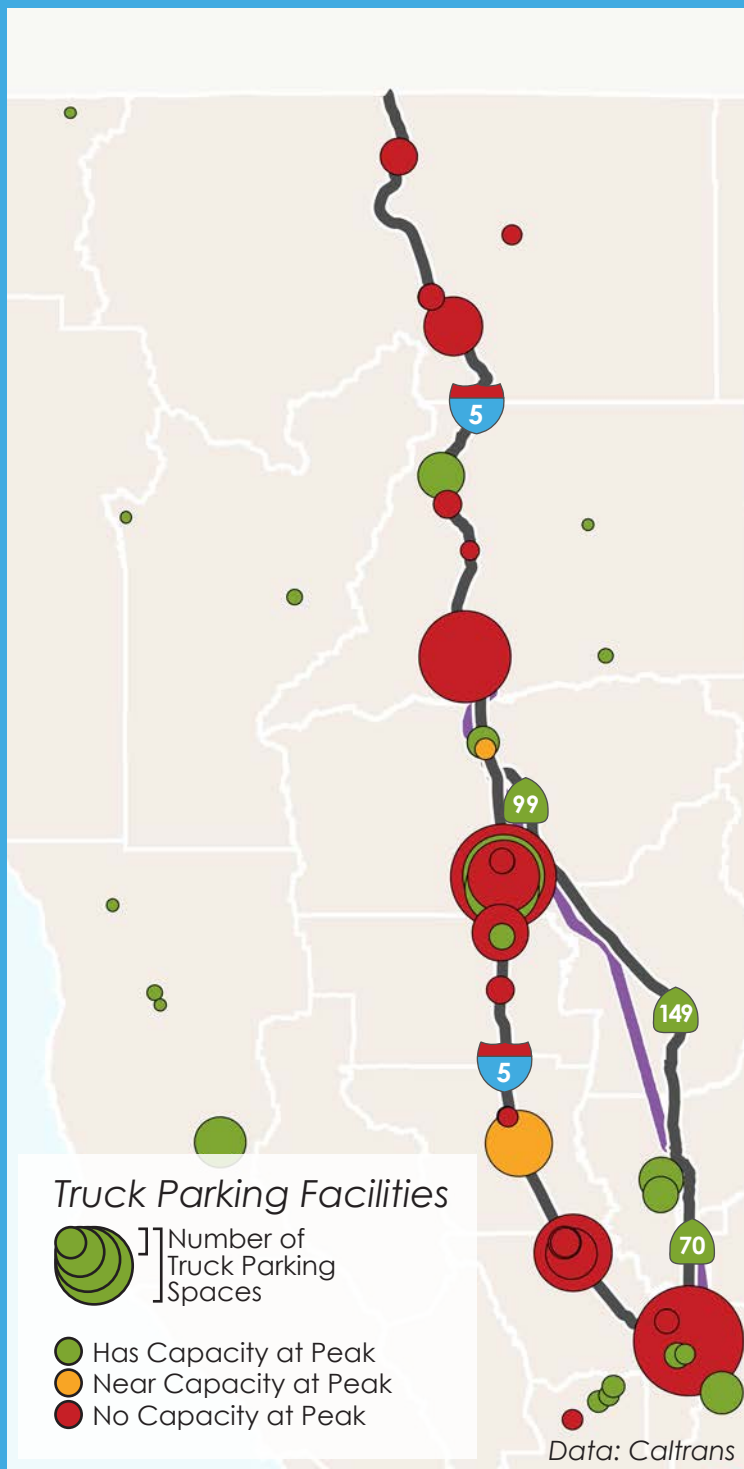 5
99
149
5
70
Truck Parking Facilities
Number of
Truck Parking
Spaces
Has Capacity at Peak
Near Capacity at Peak
No Capacity at Peak
Data: Caltrans